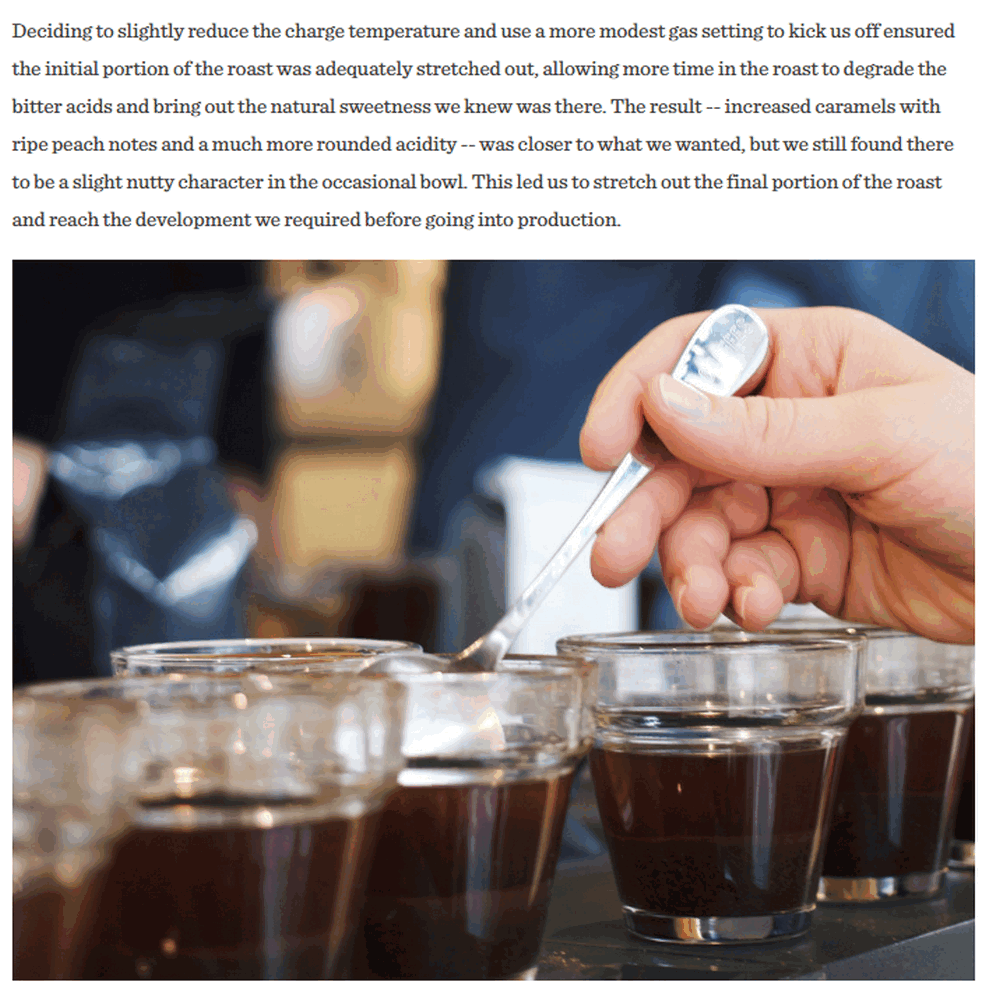 Deciding to slightly reduce the charge temperature and use a more modest gas setting to kick us off ensured
the initial portion of the roast was adequately stretched out, allowing more time in the roast to degrade the
bitter acids and bring out the natural sweetness we knew was there. The result -- increased caramels with
ripe peach notes and a much more rounded acidity -- was closer to what we wanted, but we still found there
to be a slight nutty character in the occasional bowl. This led us to stretch out the final portion of the roast
and reach the development we required before going into production.